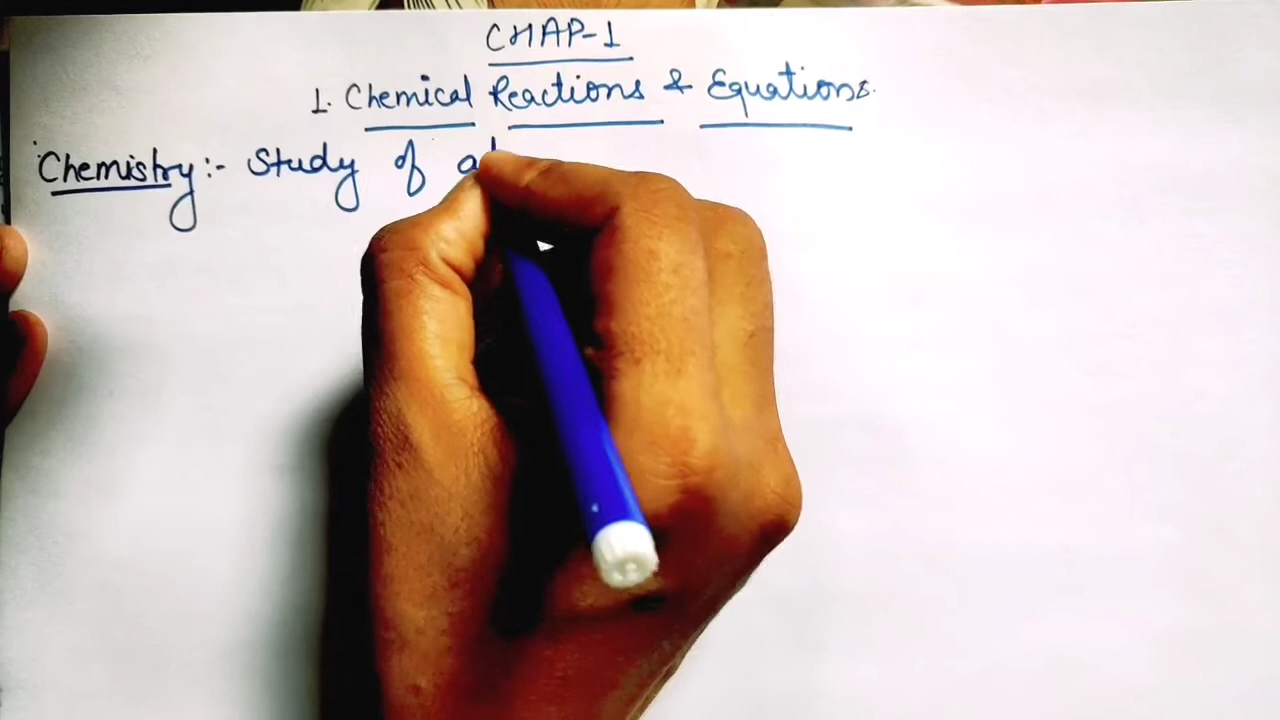 CHAP-1
1. Chemical Reactions & Equations.
Chemistry:- Study of